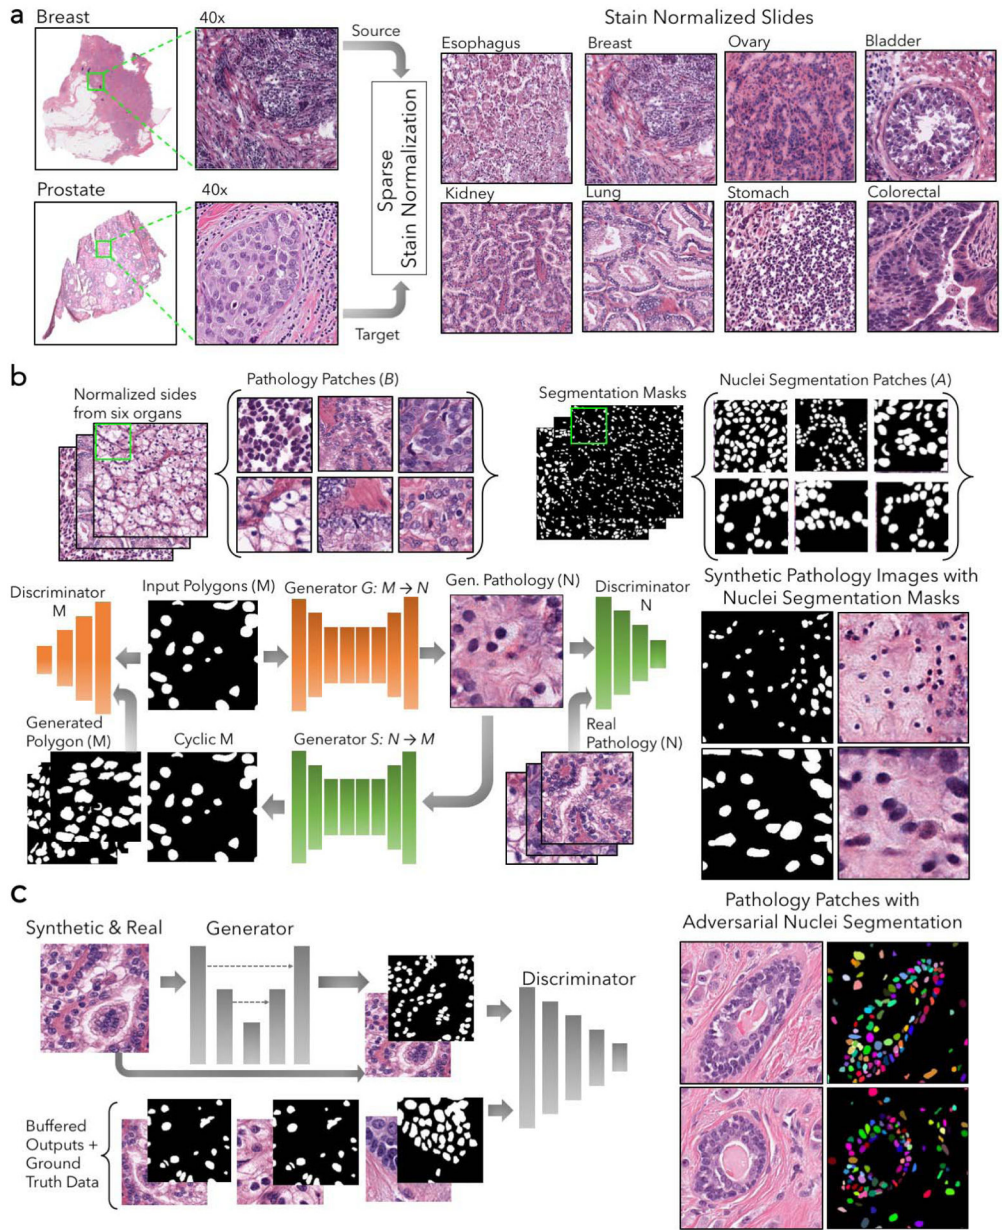 a
Breast
40x
Source
Prostate
40x
Target
Sparse
Stain Normalization
Stain Normalized Slides
Esophagus
Breast
Ovary
Bladder
Kidney
Lung
Stomach
Colorectal
b
Normalized sides
from six organs
Pathology Patches (B)
Segmentation Masks
Nuclei Segmentation Patches (A)
Discriminator
M
Input Polygons (M)
Generator G: M → N
Gen. Pathology (N)
Discriminator
N
Generated
Polygon (M)
Cyclic M
Generator S: N → M
Real
Pathology (N)
Synthetic Pathology Images with
Nuclei Segmentation Masks
c
Synthetic & Real
Generator
Discriminator
Buffered
Outputs +
Ground
Truth Data
Pathology Patches with
Adversarial Nuclei Segmentation